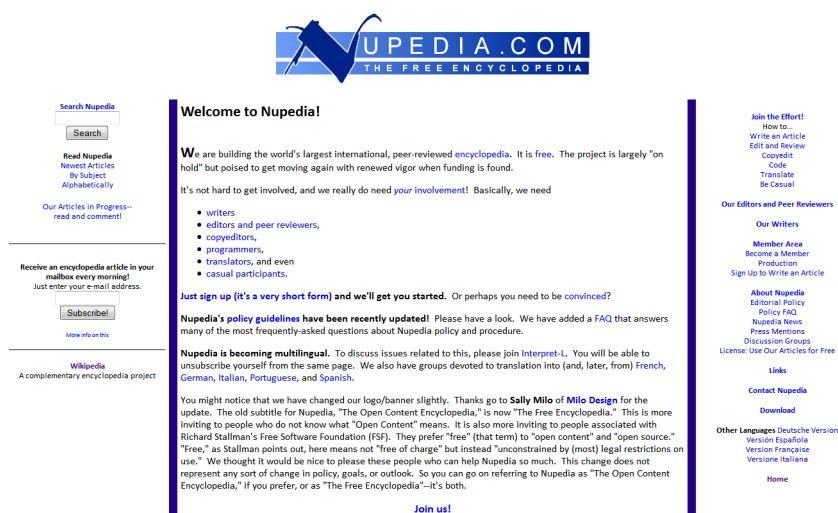 NUPEDIA.COM
THE FREE ENCYCLOPEDIA
Search Nupedia
Search
Read Nupedia
Newest Articles
By Subject
Alphabetically
Our Articles in Progress--
read and comment!
Receive an encyclopedia article in your
mailbox every morning!
Just enter your e-mail address.
Subscribe!
More info on this
Wikipedia
A complementary encyclopedia project
Welcome to Nupedia!
We are building the world's largest international, peer-reviewed encyclopedia. It is free. The project is largely "on
hold" but poised to get moving again with renewed vigor when funding is found.
It's not hard to get involved, and we really do need your involvement! Basically, we need
• writers
• editors and peer reviewers,
• copyeditors,
• programmers,
• translators, and even
• casual participants.
Just sign up (it's a very short form) and we'll get you started. Or perhaps you need to be convinced?
Nupedia's policy guidelines have been recently updated! Please have a look. We have added a FAQ that answers
many of the most frequently-asked questions about Nupedia policy and procedure.
Nupedia is becoming multilingual. To discuss issues related to this, please join Interpret-L. You will be able to
unsubscribe yourself from the same page. We also have groups devoted to translation into (and, later, from) French,
German, Italian, Portuguese, and Spanish.
You might notice that we have changed our logo/banner slightly. Thanks go to Sally Milo of Milo Design for the
update. The old subtitle for Nupedia, "The Open Content Encyclopedia," is now "The Free Encyclopedia." This is more
inviting to people who do not know what "Open Content" means. It is also more inviting to people associated with
Richard Stallman's Free Software Foundation (FSF). They prefer "free" (that term) to "open content" and "open source."
"Free," as Stallman points out, here means not "free of charge" but instead "unconstrained by (most) legal restrictions on
use." We thought it would be nice to please these people who can help Nupedia so much. This change does not
represent any sort of change in policy, goals, or outlook. So you can go on referring to Nupedia as "The Open Content
Encyclopedia," if you prefer, or as "The Free Encyclopedia"--it's both.
Join us!
Join the Effort!
How to...
Write an Article
Edit and Review
Copyedit
Code
Translate
Be Casual
Our Editors and Peer Reviewers
Our Writers
Member Area
Become a Member
Production
Sign Up to Write an Article
About Nupedia
Editorial Policy
Policy FAQ
Nupedia News
Press Mentions
Discussion Groups
License: Use Our Articles for Free
Links
Contact Nupedia
Download
Other Languages Deutsche Version
Versión Española
Version Française
Versione Italiana
Home